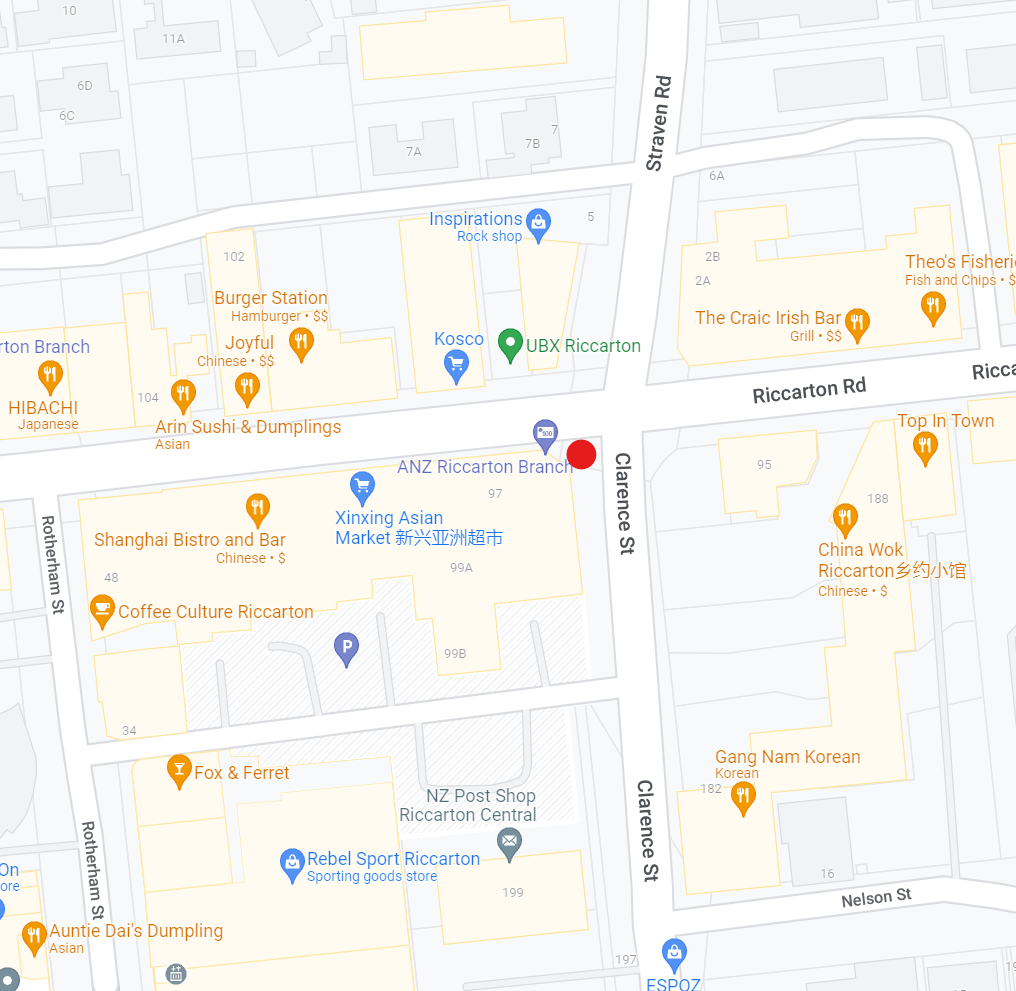 10
11A
6D
6C
7
7B
7A
Straven Rd
6A
Inspirations
Rock shop
5
102
2B
2A
Theo's Fisheri
Fish and Chips • $
Burger Station
Hamburger • $$
The Craic Irish Bar
Grill • $$
Joyful
Chinese • $$
Kosco
UBX Riccarton
rton Branch
Riccarton Rd
Ricca
104
HIBACHI
Japanese
Arin Sushi & Dumplings
Asian
Top In Town
ANZ Riccarton Branch
Clarence St
95
97
188
Xinxing Asian
Market 新兴亚洲超市
Rotherham St
Shanghai Bistro and Bar
Chinese • $
China Wok
Riccarton乡约小馆
Chinese • $
99A
48
Coffee Culture Riccarton
P
99B
34
Fox & Ferret
Gang Nam Korean
Korean
182
NZ Post Shop
Riccarton Central
Clarence St
Rotherham St
Rebel Sport Riccarton
Sporting goods store
On
ore
199
16
Nelson St
Auntie Dai's Dumpling
Asian
197
ESPOZ